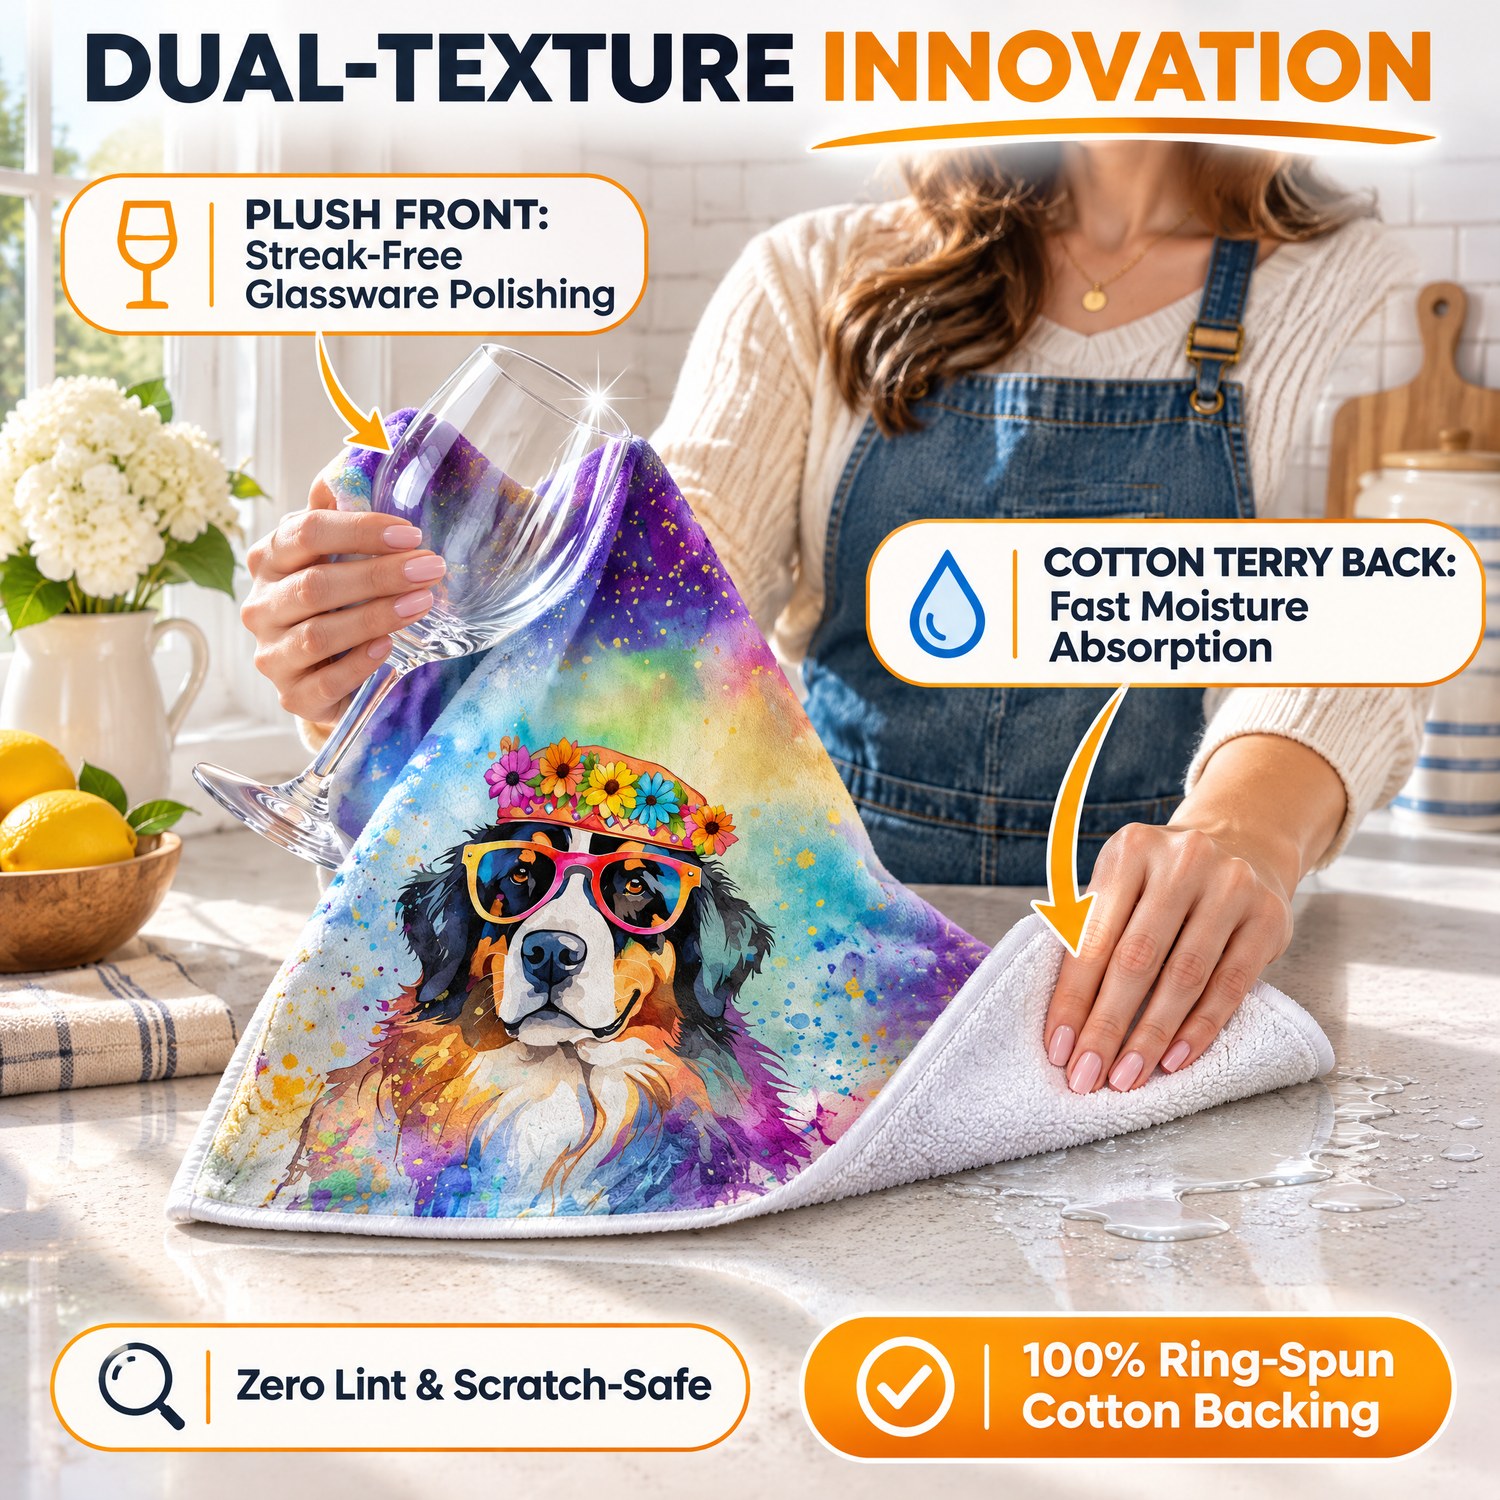 DUAL-TEXTURE INNOVATION
PLUSH FRONT:
Streak-Free
Glassware Polishing
COTTON TERRY BACK:
Fast Moisture
Absorption
Zero Lint & Scratch-Safe
100% Ring-Spun
Cotton Backing